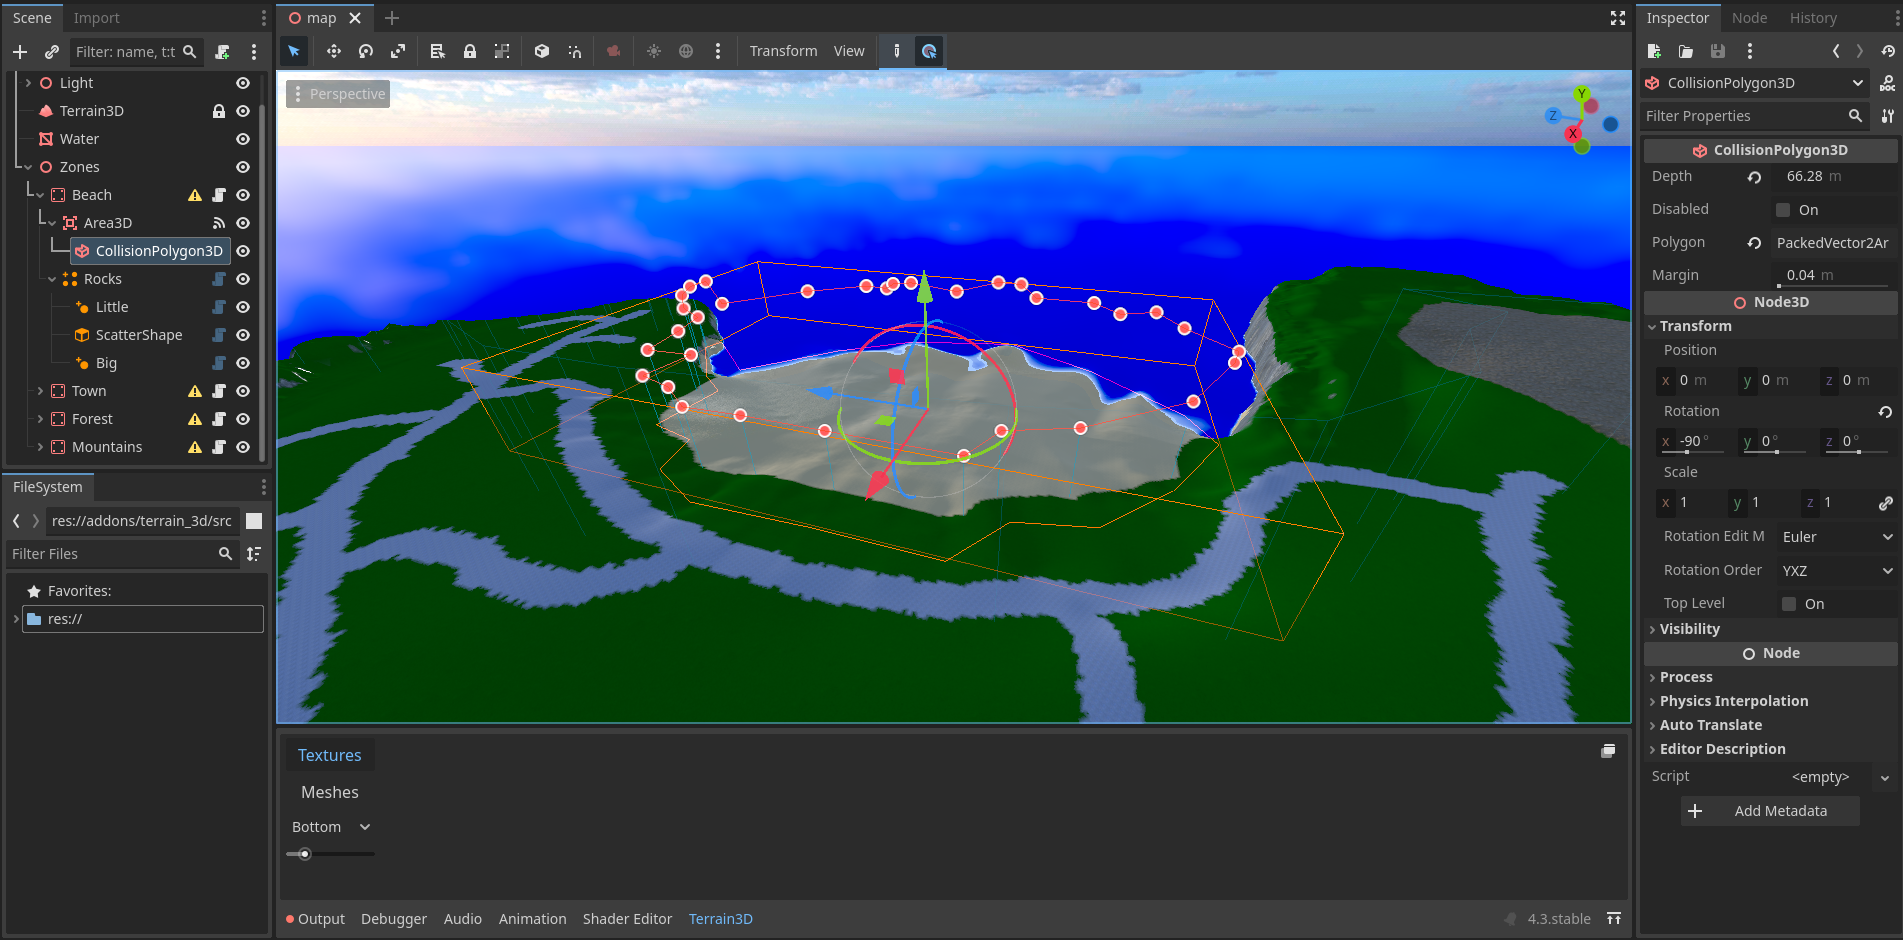 Scene
Import
Filter: name, t:t
Light
Terrain3D
Water
Zones
Beach
Area3D
CollisionPolygon3D
Rocks
Little
ScatterShape
Big
Town
Forest
Mountains
FileSystem
res://addons/terrain_3d/src
Filter Files
Favorites:
res://
map
Transform View
Perspective
Y
Z
X
Textures
Meshes
Bottom
Output Debugger Audio Animation Shader Editor Terrain3D
4.3.stable
Inspector Node History
CollisionPolygon3D
DOC
Filter Properties
CollisionPolygon3D
Depth 66.28 m
Disabled On
Polygon PackedVector2Ar
Margin 0.04 m
Node3D
Transform
Position
x 0 m y 0 m z 0 m
Rotation
x -90 ° y 0 ° z 0 °
Scale
x 1 y 1 z 1
Rotation Edit M Euler
Rotation Order YXZ
Top Level On
Visibility
Node
Process
Physics Interpolation
Auto Translate
Editor Description
Script <empty>
Add Metadata